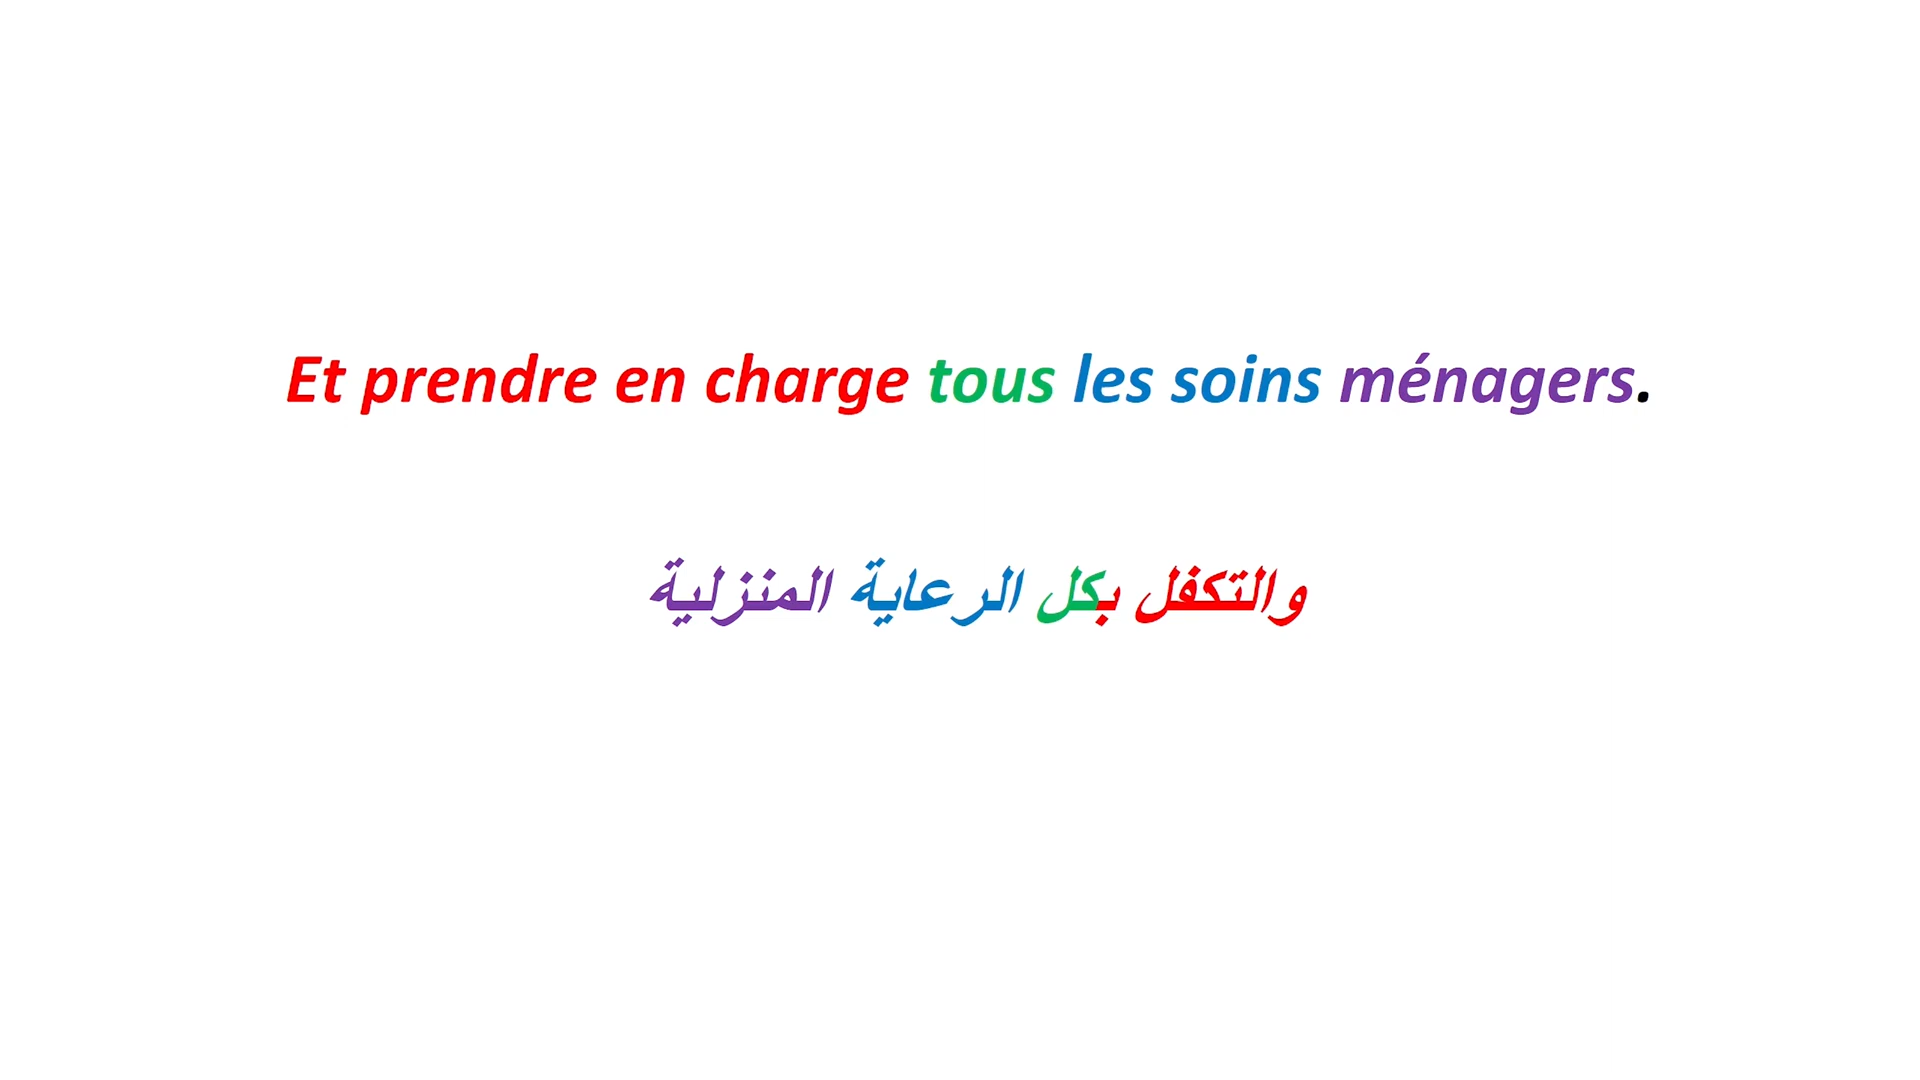 Et prendre en charge tous les soins ménagers.
والتكفل بكل الرعاية المنزلية